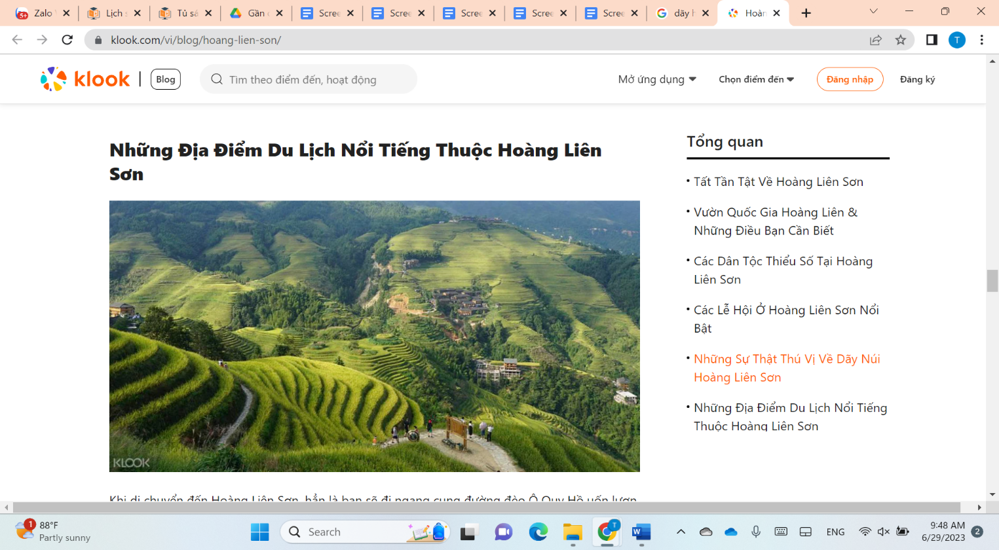 Zalo
Lịch s
Tủ sá
Gần
Scree
Scree
Scree
Scree
Scree
dãy h
Hoàn
klook.com/vi/blog/hoang-lien-son/
klook
Blog
Tìm theo điểm đến, hoạt động
Mở ứng dụng
Chọn điểm đến
Đăng nhập
Đăng ký
Những Địa Điểm Du Lịch Nổi Tiếng Thuộc Hoàng Liên
Sơn
KLOOK
Khi di chuyển đến Hoàng Liên Sơn, hẳn là bạn sẽ đi ngang cung đường đèo Ô Quy Hồ uốn lượn
Tổng quan
• Tất Tần Tật Về Hoàng Liên Sơn
• Vườn Quốc Gia Hoàng Liên &
Những Điều Bạn Cần Biết
• Các Dân Tộc Thiểu Số Tại Hoàng
Liên Sơn
• Các Lễ Hội Ở Hoàng Liên Sơn Nổi
Bật
• Những Sự Thật Thú Vị Về Dãy Núi
Hoàng Liên Sơn
• Những Địa Điểm Du Lịch Nổi Tiếng
Thuộc Hoàng Liên Sơn
1
88°F
Partly sunny
Search
ENG
9:48 AM
6/29/2023
2